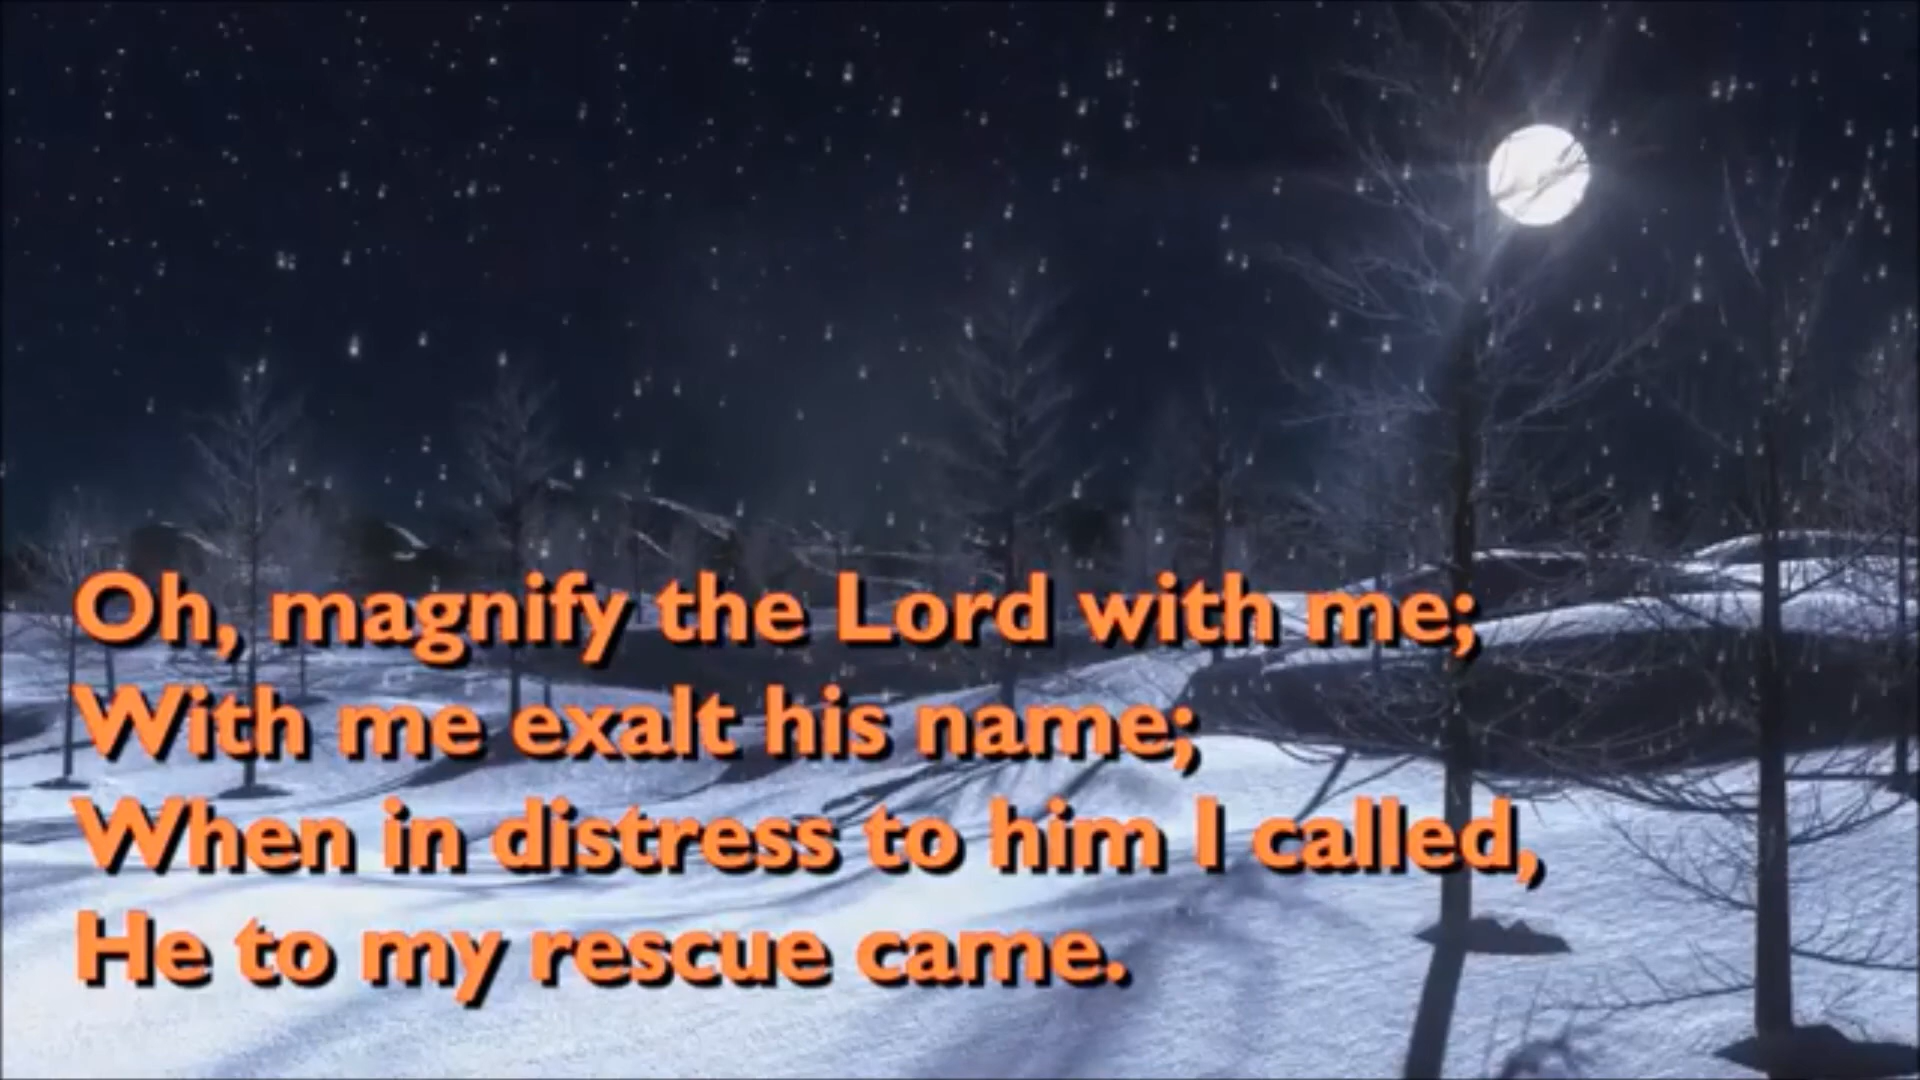 Oh, magnify the Lord with me;
With me exalt his name;
When in distress to him I called,
He to my rescue came.